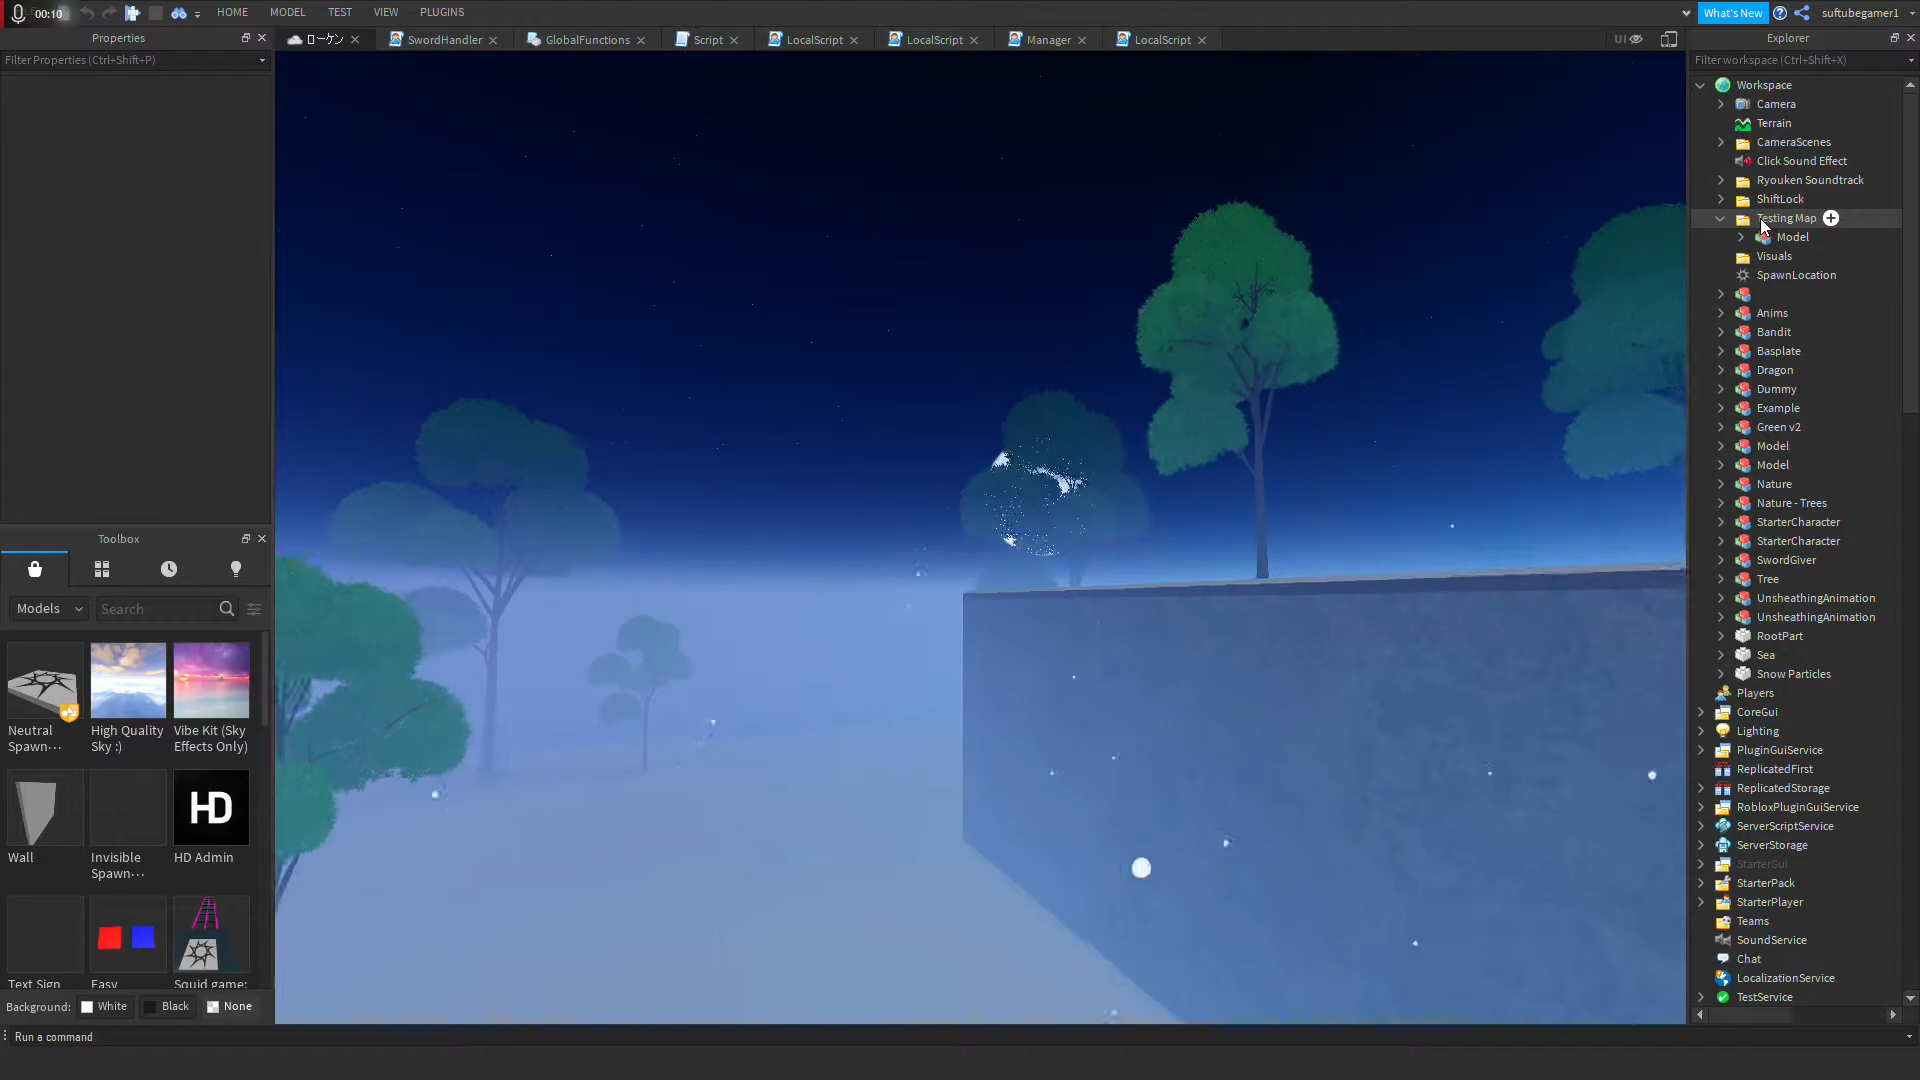 00:10
HOME MODEL TEST VIEW PLUGINS
What's New
suftubegamer1
Properties
Filter Properties (Ctrl+Shift+P)
ローケン
SwordHandler
GlobalFunctions
Script
LocalScript
LocalScript
Manager
LocalScript
UI
Explorer
Filter workspace (Ctrl+Shift+X)
Workspace
Camera
Terrain
CameraScenes
Click Sound Effect
Ryouken Soundtrack
ShiftLock
Testing Map
Model
Visuals
SpawnLocation
Anims
Bandit
Basplate
Dragon
Dummy
Example
Green v2
Model
Model
Nature
Nature - Trees
StarterCharacter
StarterCharacter
SwordGiver
Tree
UnsheathingAnimation
UnsheathingAnimation
RootPart
Sea
Snow Particles
Players
CoreGui
Lighting
PluginGuiService
ReplicatedFirst
ReplicatedStorage
RobloxPluginGuiService
ServerScriptService
ServerStorage
StarterGui
StarterPack
StarterPlayer
Teams
SoundService
Chat
LocalizationService
TestService
Toolbox
Models
Search
Neutral
Spawn...
High Quality
Sky :)
Vibe Kit (Sky
Effects Only)
Wall
Invisible
Spawn...
HD
HD Admin
Text Sign
Easy
Squid game:
Background: White Black None
Run a command